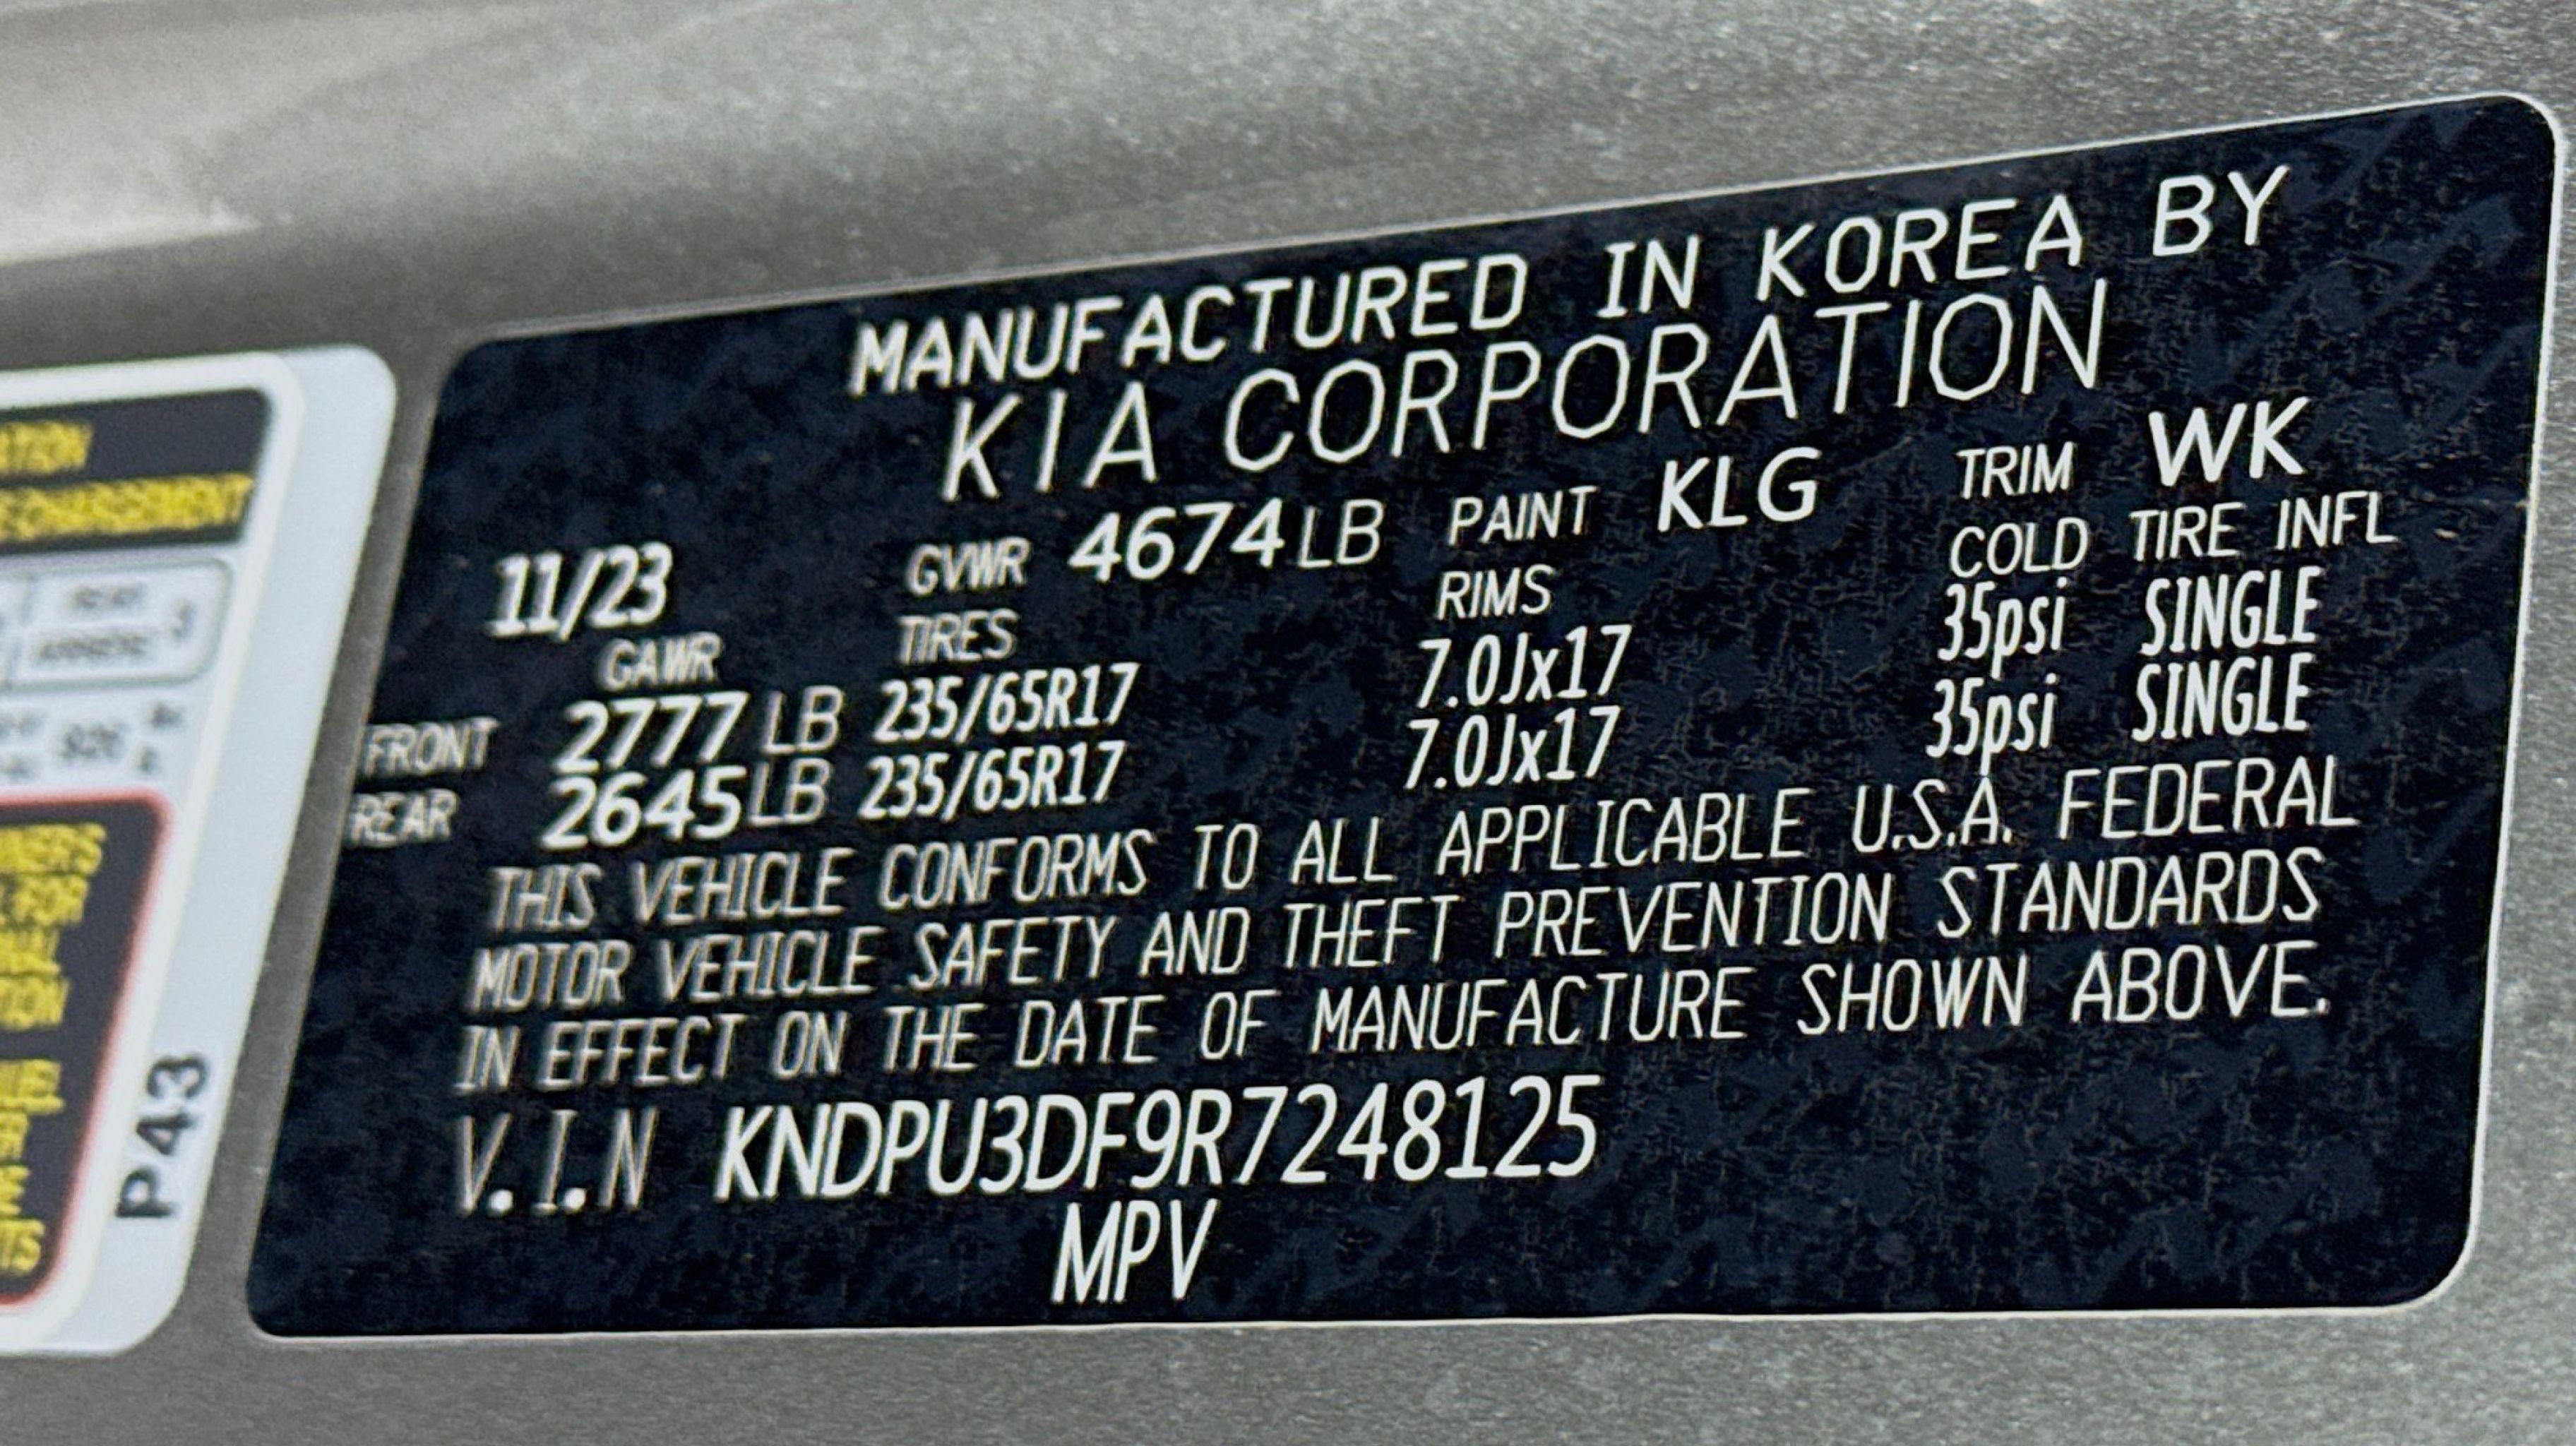 MANUFACTURED IN KOREA BY
KIA CORPORATION
11/23 GVWR 4674LB PAINT KLG TRIM WK
GAWR TIRES RIMS COLD TIRE INFL
FRONT 2777 LB 235/65R17 7.0Jx17 35psi SINGLE
REAR 2645LB 235/65R17 7.0Jx17 35psi SINGLE
THIS VEHICLE CONFORMS TO ALL APPLICABLE U.S.A. FEDERAL
MOTOR VEHICLE SAFETY AND THEFT PREVENTION STANDARDS
IN EFFECT ON THE DATE OF MANUFACTURE SHOWN ABOVE.
V.I.N KNDPU3DF9R7248125
MPV
P43